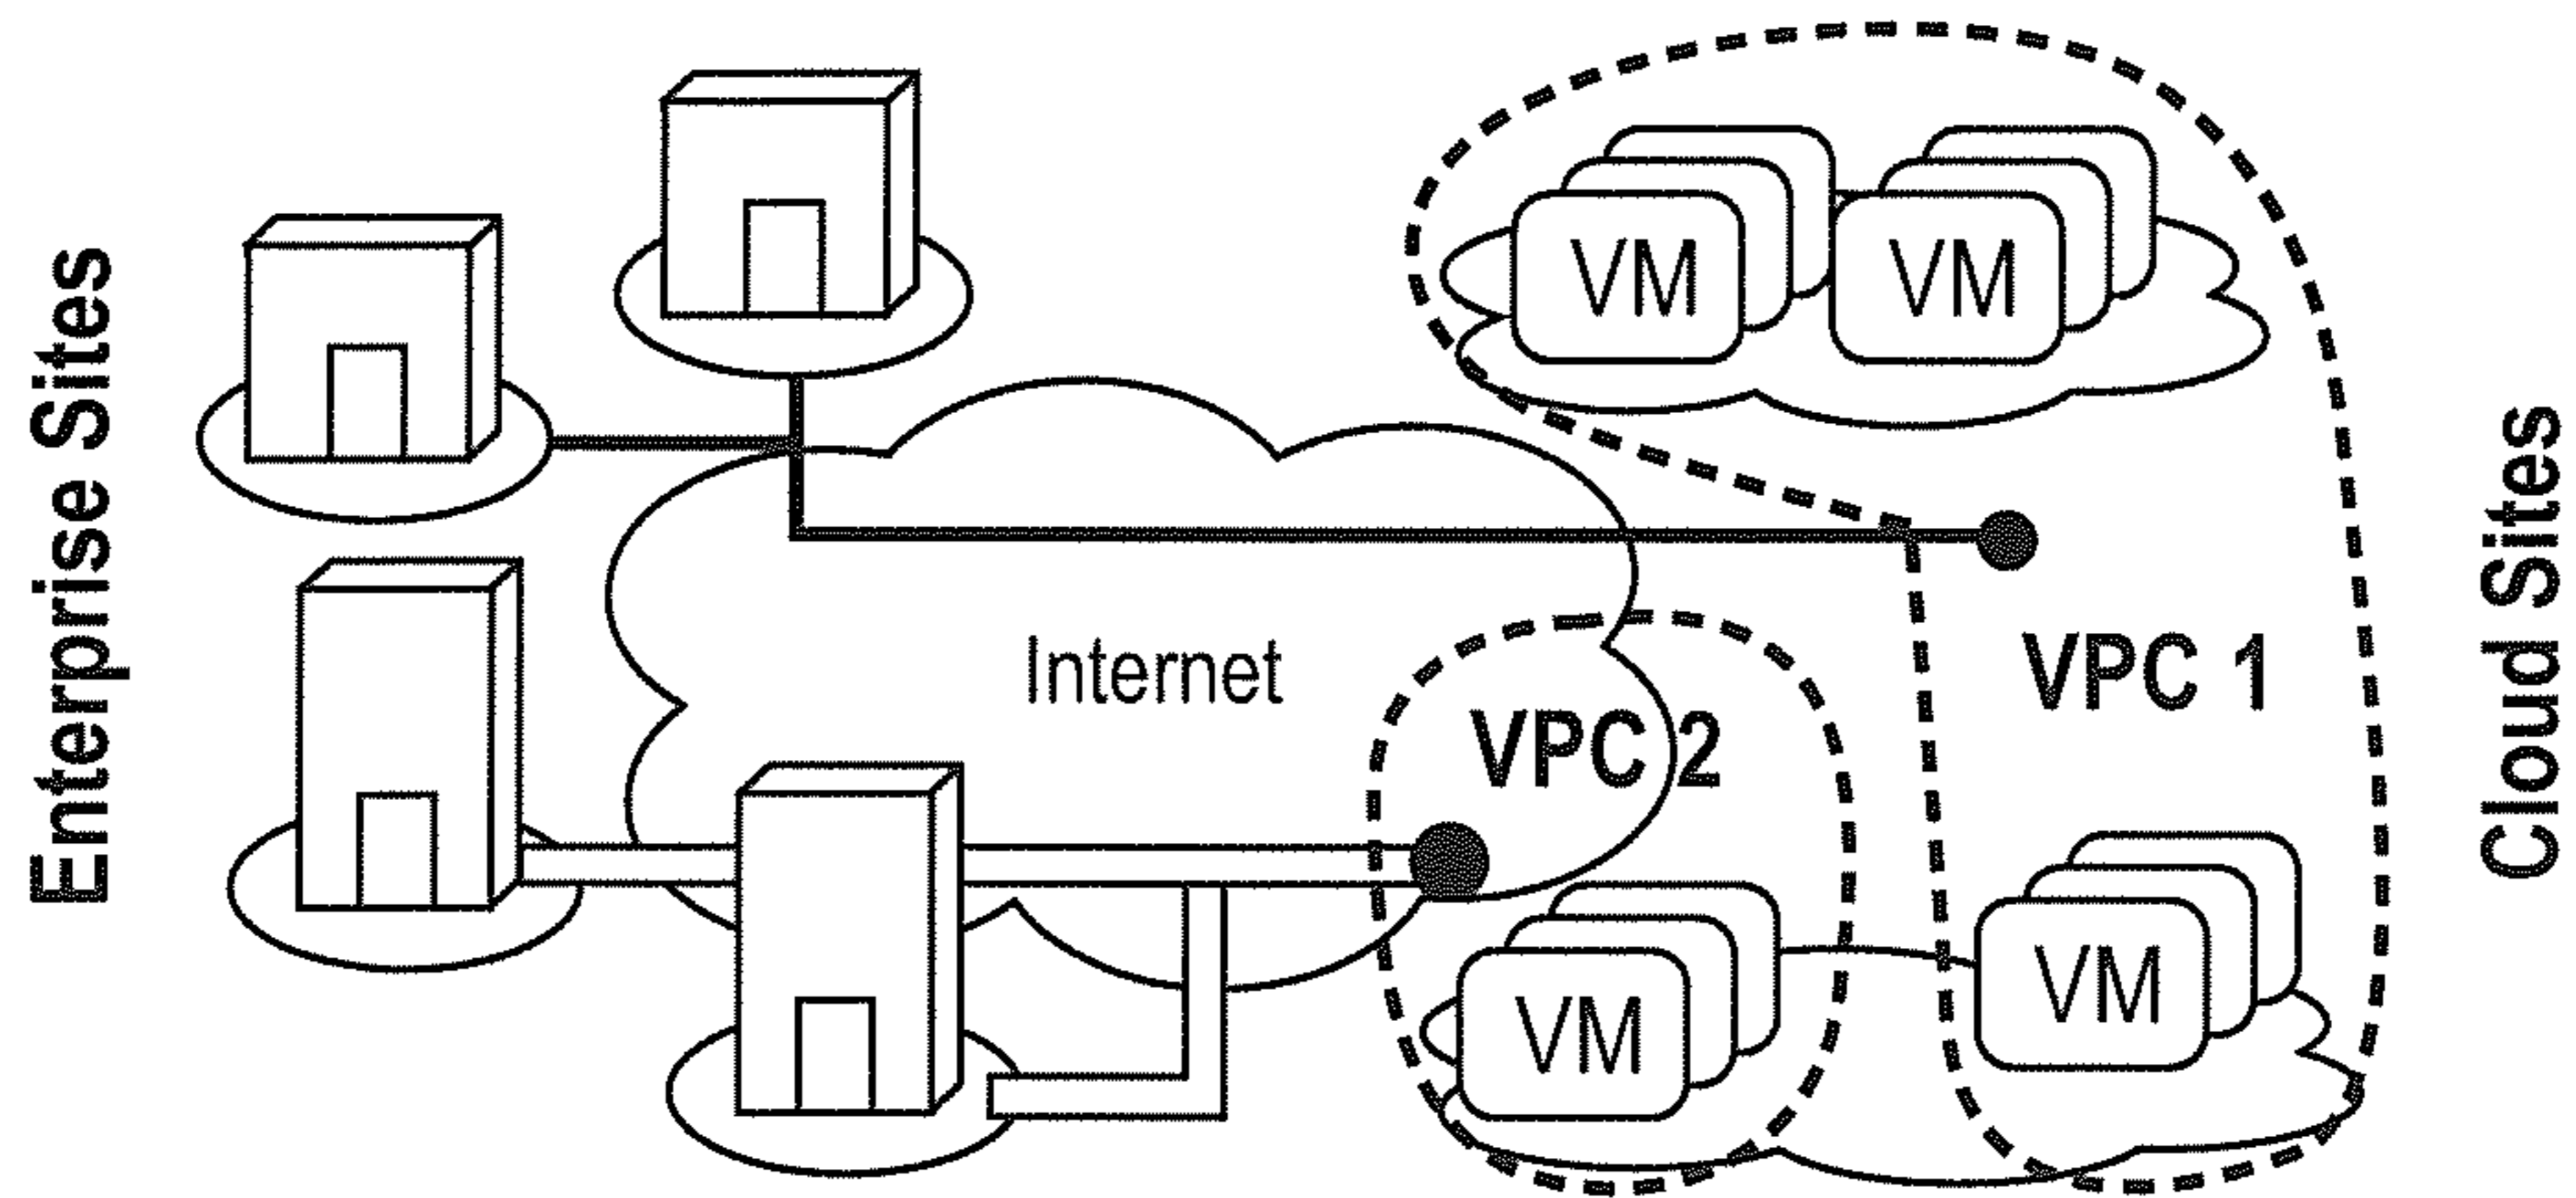 Enterprise Sites
VM
VM
Internet
VPC 1
VPC 2
VM
VM
Cloud Sites